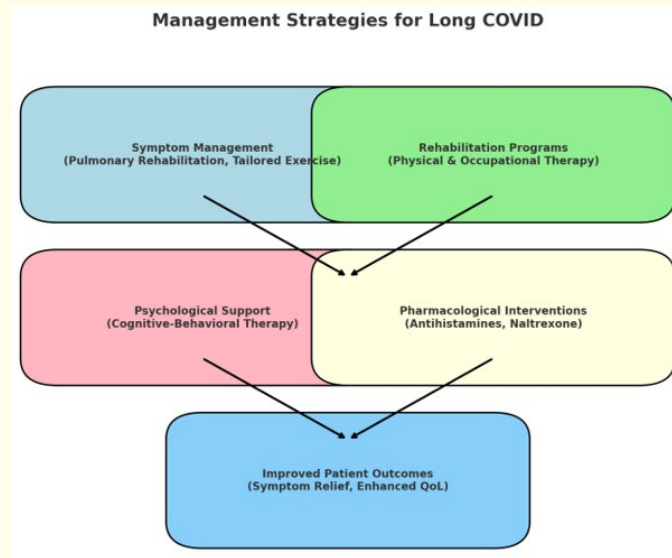 Management Strategies for Long COVID
Symptom Management
(Pulmonary Rehabilitation, Tailored Exercise)
Rehabilitation Programs
(Physical & Occupational Therapy)
Psychological Support
(Cognitive-Behavioral Therapy)
Pharmacological Interventions
(Antihistamines, Naltrexone)
Improved Patient Outcomes
(Symptom Relief, Enhanced QoL)